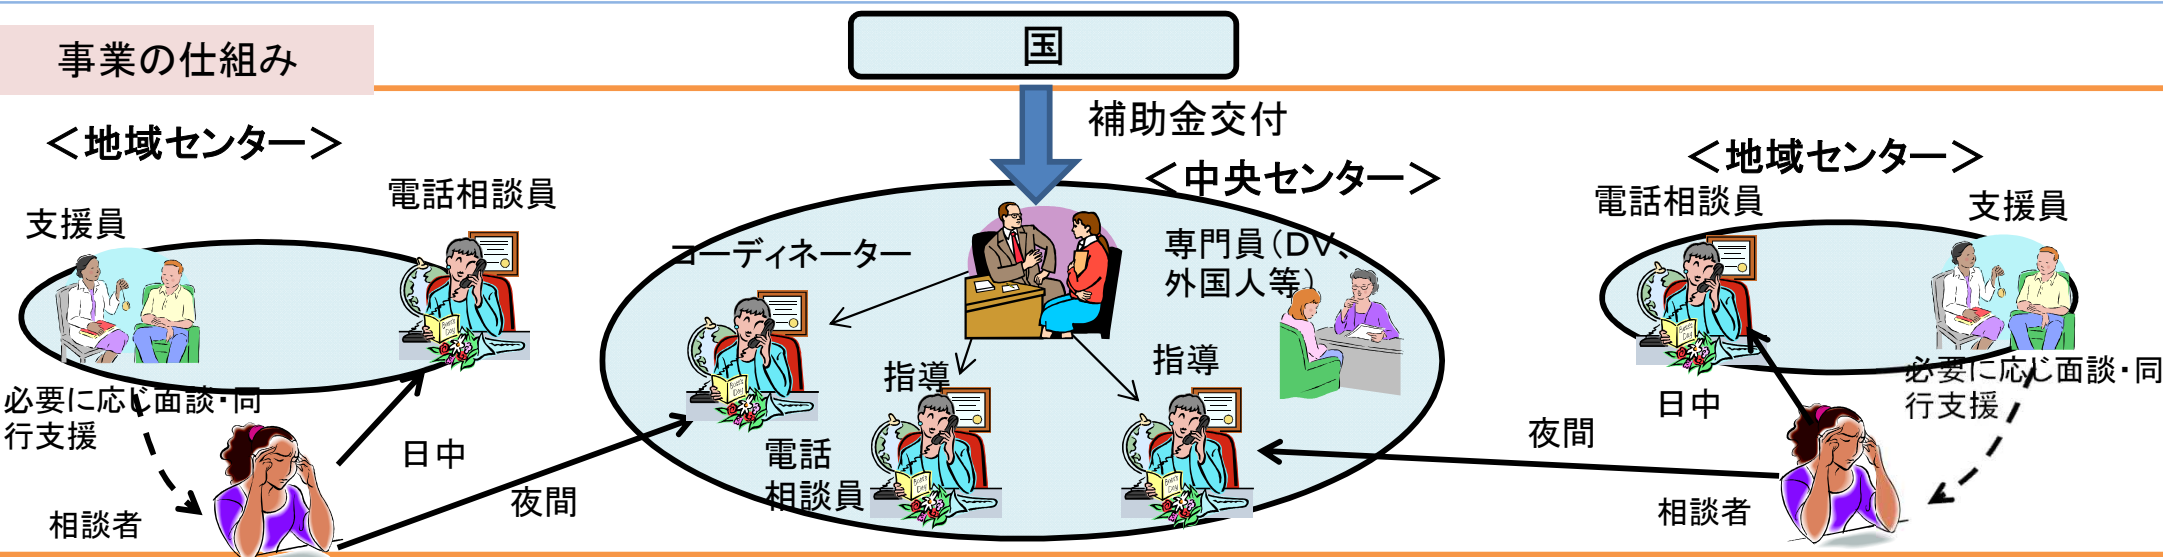 国
事業の仕組み
補助金交付
＜地域センター＞
＜中央センター＞
＜地域センター＞
支援員
電話相談員
コーディネーター
専門員（DV、
外国人等）
電話相談員
支援員
指導
指導
必要に応じ面談・同
行支援
日中
夜間
相談者
電話
相談員
夜間
日中
必要に応じ面談・同
行支援
相談者